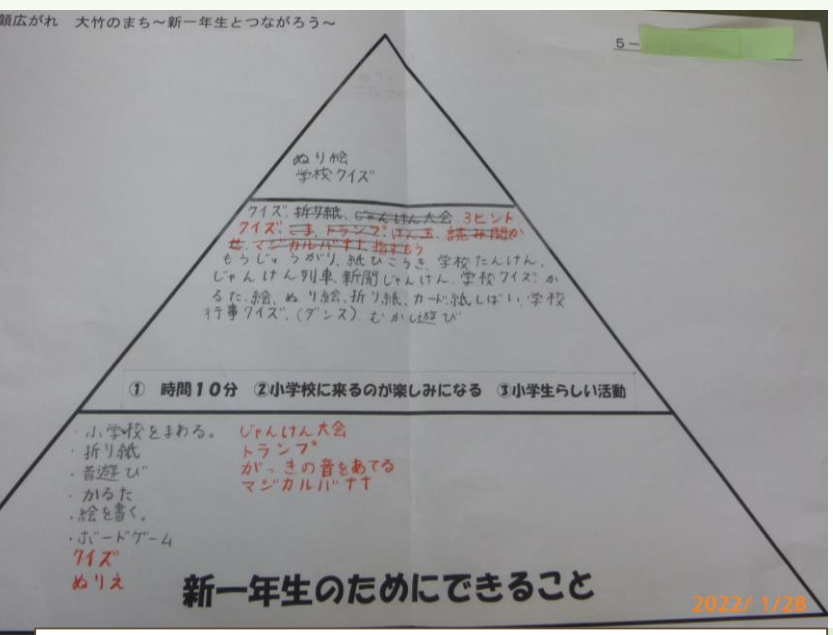 顔広がれ 大竹のまち～新一年生とつながろう～
5－
ぬり絵
学校クイズ
クイズ、折り紙、じゃんけん大会 3ヒント
クイズ、こま、トランプ、けん玉、読み聞か
せ、マジカルバナナ、指すもう
もうじゅうがり、紙ひこうき、学校たんけん、
じゃんけん列車、新聞じゃんけん、学校クイズ、か
るた、絵、ぬり絵、折り紙、カード、紙しばい、学校
行事クイズ、(ダンス)、むかし遊び
① 時間10分 ②小学校に来るのが楽しみになる ③小学生らしい活動
・小学校をまわる。
・折り紙
・音遊び
・かるた
・絵を書く。
・ボードゲーム
クイズ
ぬりえ
じゃんけん大会
トランプ
がっきの音をあてる
マジカルバナナ
新一年生のためにできること
2022/ 1/28